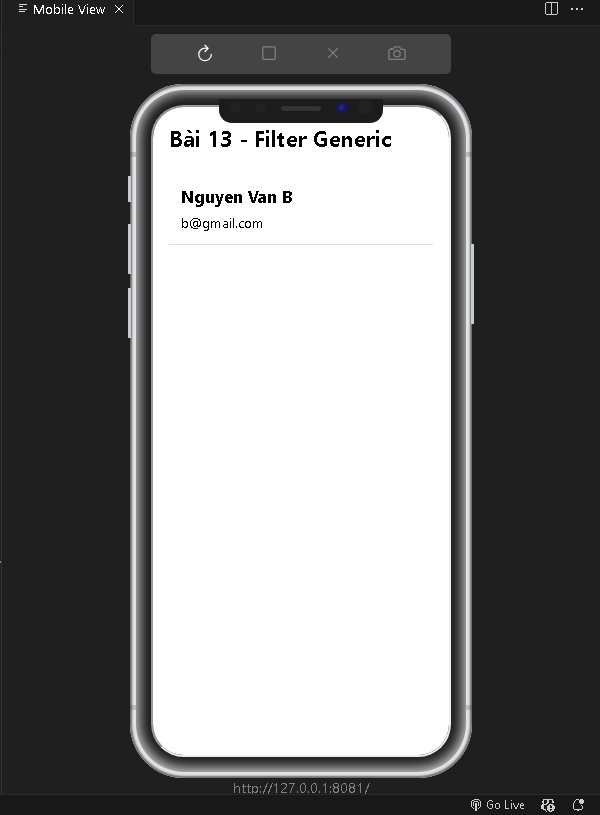 Mobile View
Bài 13 - Filter Generic
Nguyen Van B
b@gmail.com
http://127.0.0.1:8081/
Go Live